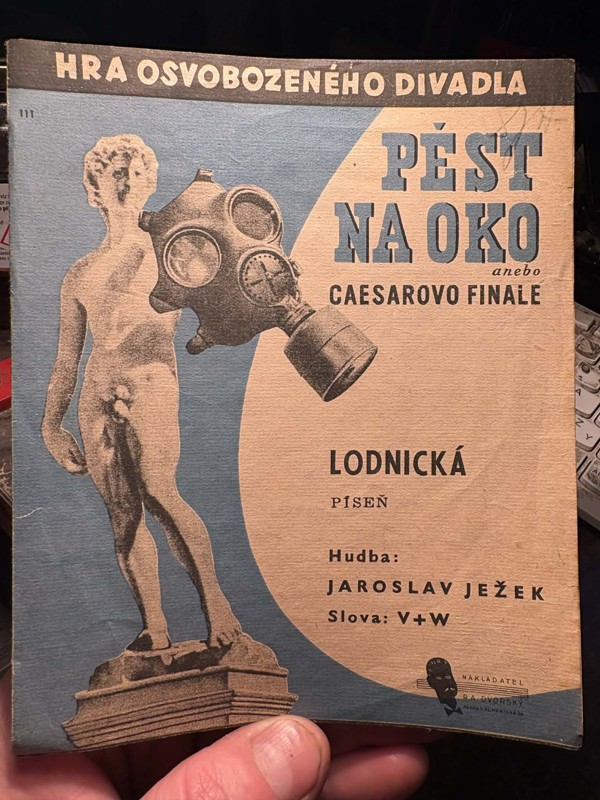 HRA OSVOBOZENÉHO DIVADLA
111
PĚST
NA OKO
anebo
CAESAROVO FINALE
LODNICKÁ
PÍSEŇ
Hudba:
JAROSLAV JEŽEK
Slova: V+W
NAKLADATEL
R.A. DVORSKÝ